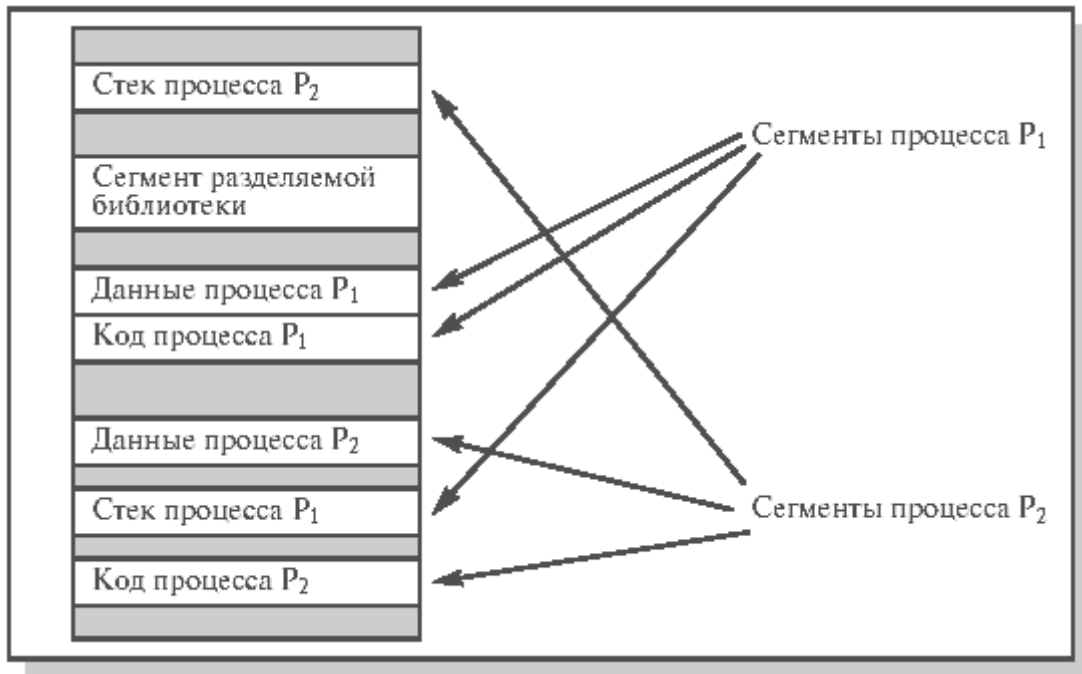 Стек процесса P₂
Сегмент разделяемой
библиотеки
Данные процесса P₁
Код процесса P₁
Данные процесса P₂
Стек процесса P₁
Код процесса P₂
Сегменты процесса P₁
Сегменты процесса P₂